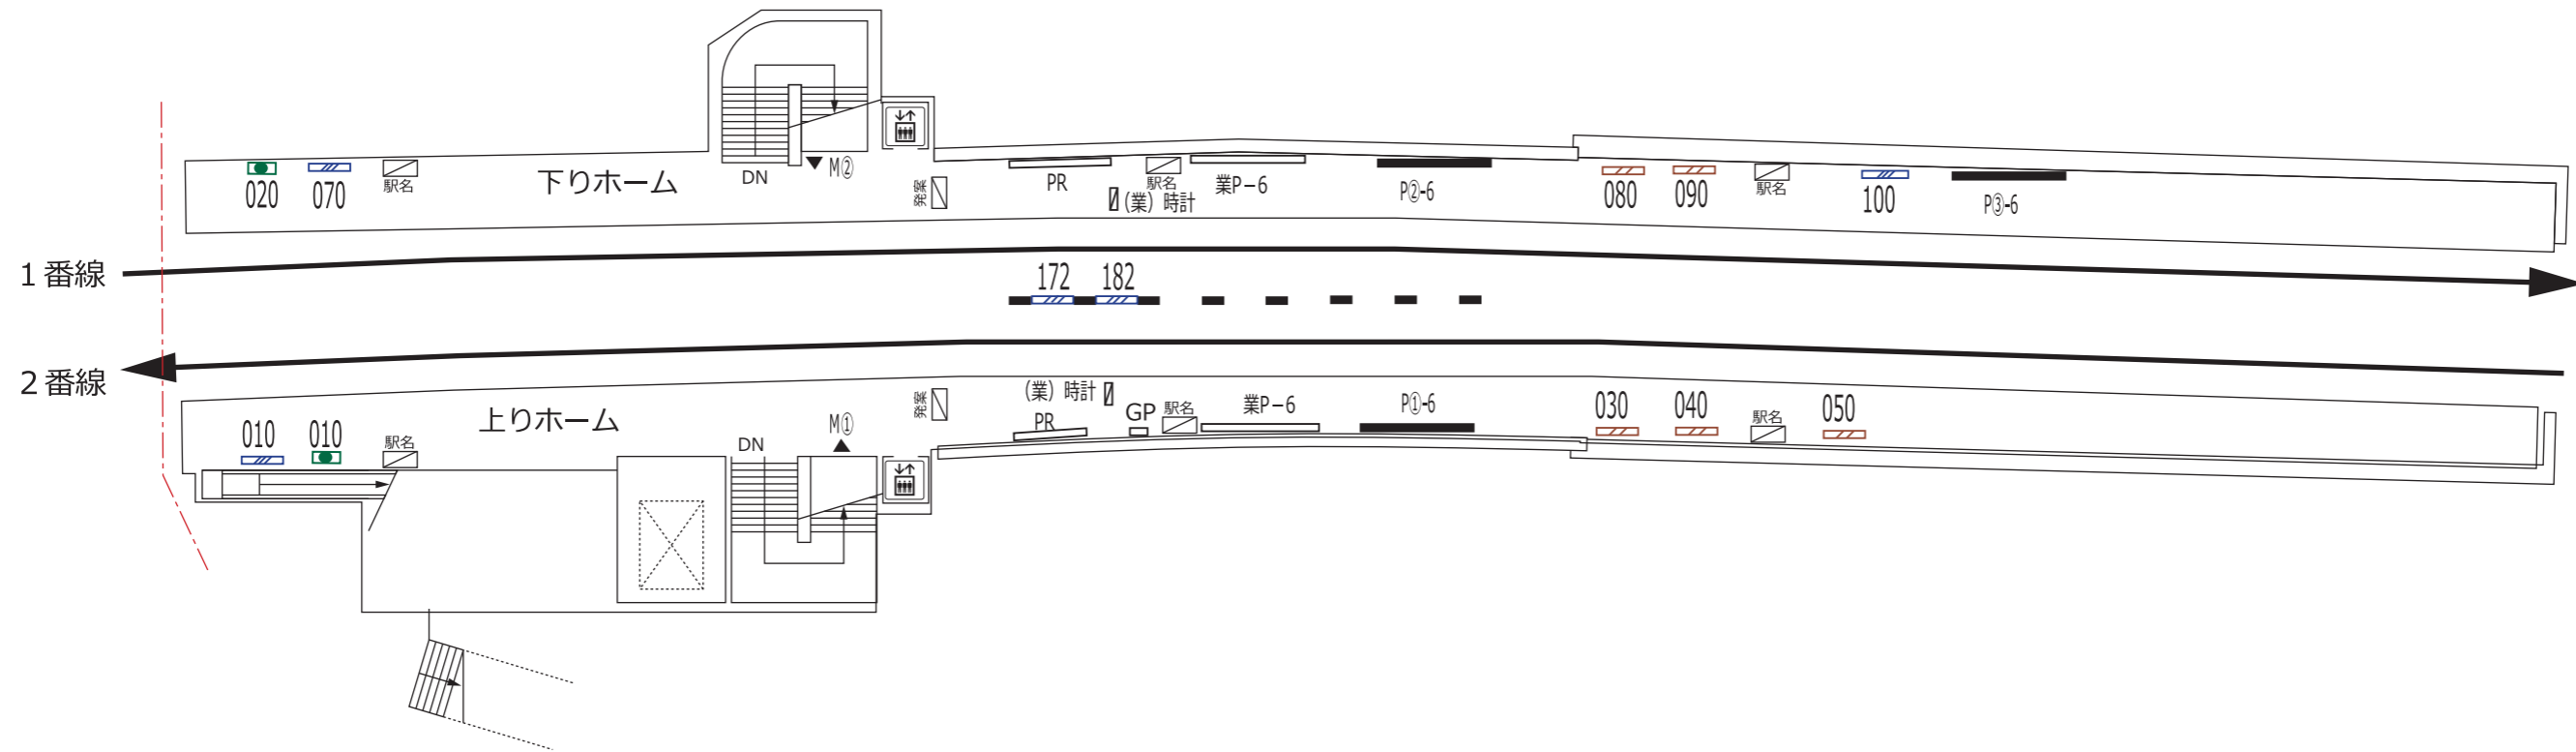 020
070
駅名
下りホーム
DN
M②
発案
PR
駅名
(業) 時計
業P−6
P②-6
080
090
駅名
100
P③-6
1番線
172
182
2番線
010
010
駅名
上りホーム
DN
M①
発案
(業) 時計
PR
GP
駅名
業P−6
P①-6
030
040
駅名
050